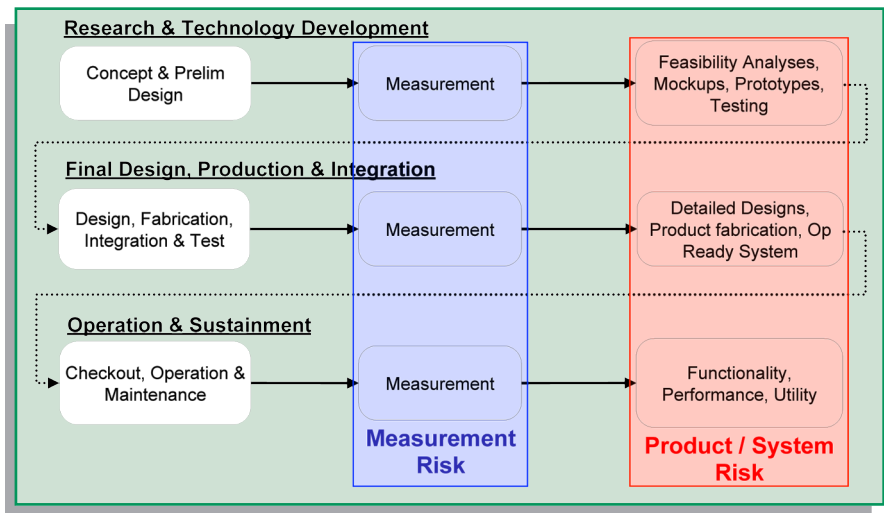 Research & Technology Development
Concept & Prelim
Design
Measurement
Feasibility Analyses,
Mockups, Prototypes,
Testing
Final Design, Production & Integration
Design, Fabrication,
Integration & Test
Measurement
Detailed Designs,
Product fabrication, Op
Ready System
Operation & Sustainment
Checkout, Operation &
Maintenance
Measurement
Functionality,
Performance, Utility
Measurement
Risk
Product / System
Risk